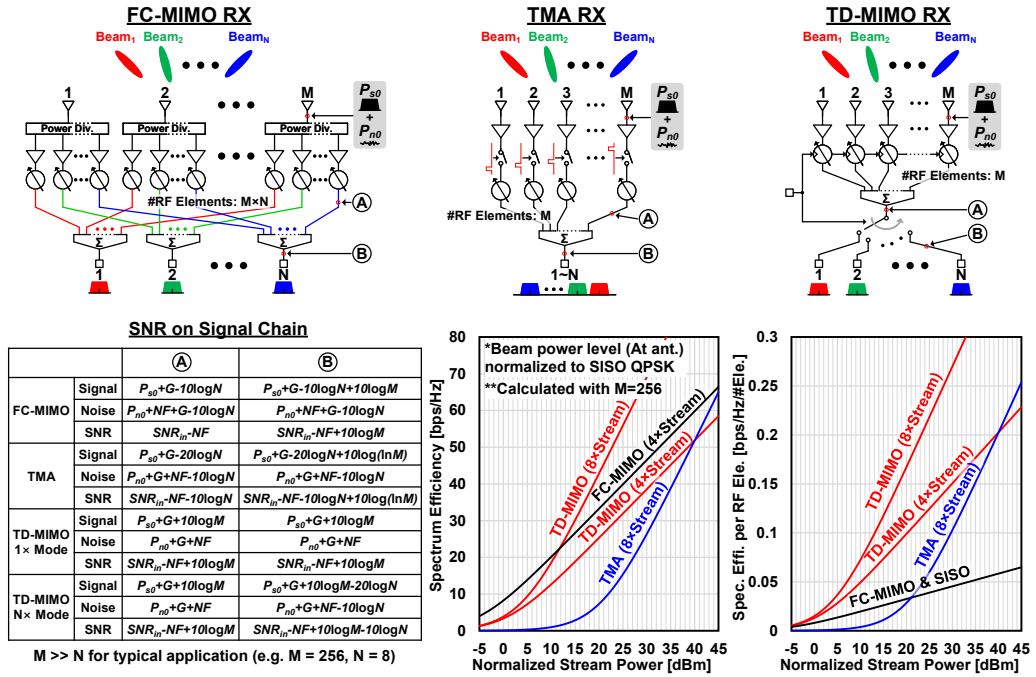 FC-MIMO RX
Beam1 Beam2 BeamN
1 2 M
Ps0
+
Pn0
Power Div. Power Div. Power Div.
#RF Elements: M×N
A
Σ Σ Σ
B
1 2 N
TMA RX
Beam1 Beam2 BeamN
1 2 3 M
Ps0
+
Pn0
#RF Elements: M
A
Σ
B
1~N
TD-MIMO RX
Beam1 Beam2 BeamN
1 2 3 M
Ps0
+
Pn0
#RF Elements: M
Σ
A
B
1 2 N
SNR on Signal Chain
A B
FC-MIMO
Signal Ps0+G-10logN Ps0+G-10logN+10logM
Noise Pn0+NF+G-10logN Pn0+NF+G-10logN
SNR SNRin-NF SNRin-NF+10logM
TMA
Signal Ps0+G-20logN Ps0+G-20logN+10log(lnM)
Noise Pn0+G+NF-10logN Pn0+G+NF-10logN
SNR SNRin-NF-10logN SNRin-NF-10logN+10log(lnM)
TD-MIMO
1× Mode
Signal Ps0+G+10logM Ps0+G+10logM
Noise Pn0+G+NF Pn0+G+NF
SNR SNRin-NF+10logM SNRin-NF+10logM
TD-MIMO
N× Mode
Signal Ps0+G+10logM Ps0+G+10logM-20logN
Noise Pn0+G+NF Pn0+G+NF-10logN
SNR SNRin-NF+10logM SNRin-NF+10logM-10logN
M >> N for typical application (e.g. M = 256, N = 8)
Spectrum Efficiency [bps/Hz]
80
70
60
50
40
30
20
10
0
*Beam power level (At ant.)
normalized to SISO QPSK
**Calculated with M=256
TD-MIMO (8×Stream)
FC-MIMO (4×Stream)
TD-MIMO (4×Stream)
TMA (8×Stream)
-5 5 15 25 35 45
Normalized Stream Power [dBm]
Spec. Effi. per RF Ele. [bps/Hz/#Ele.]
0.3
0.25
0.2
0.15
0.1
0.05
0
TD-MIMO (8×Stream)
TD-MIMO (4×Stream)
TMA (8×Stream)
FC-MIMO & SISO
-5 5 15 25 35 45
Normalized Stream Power [dBm]